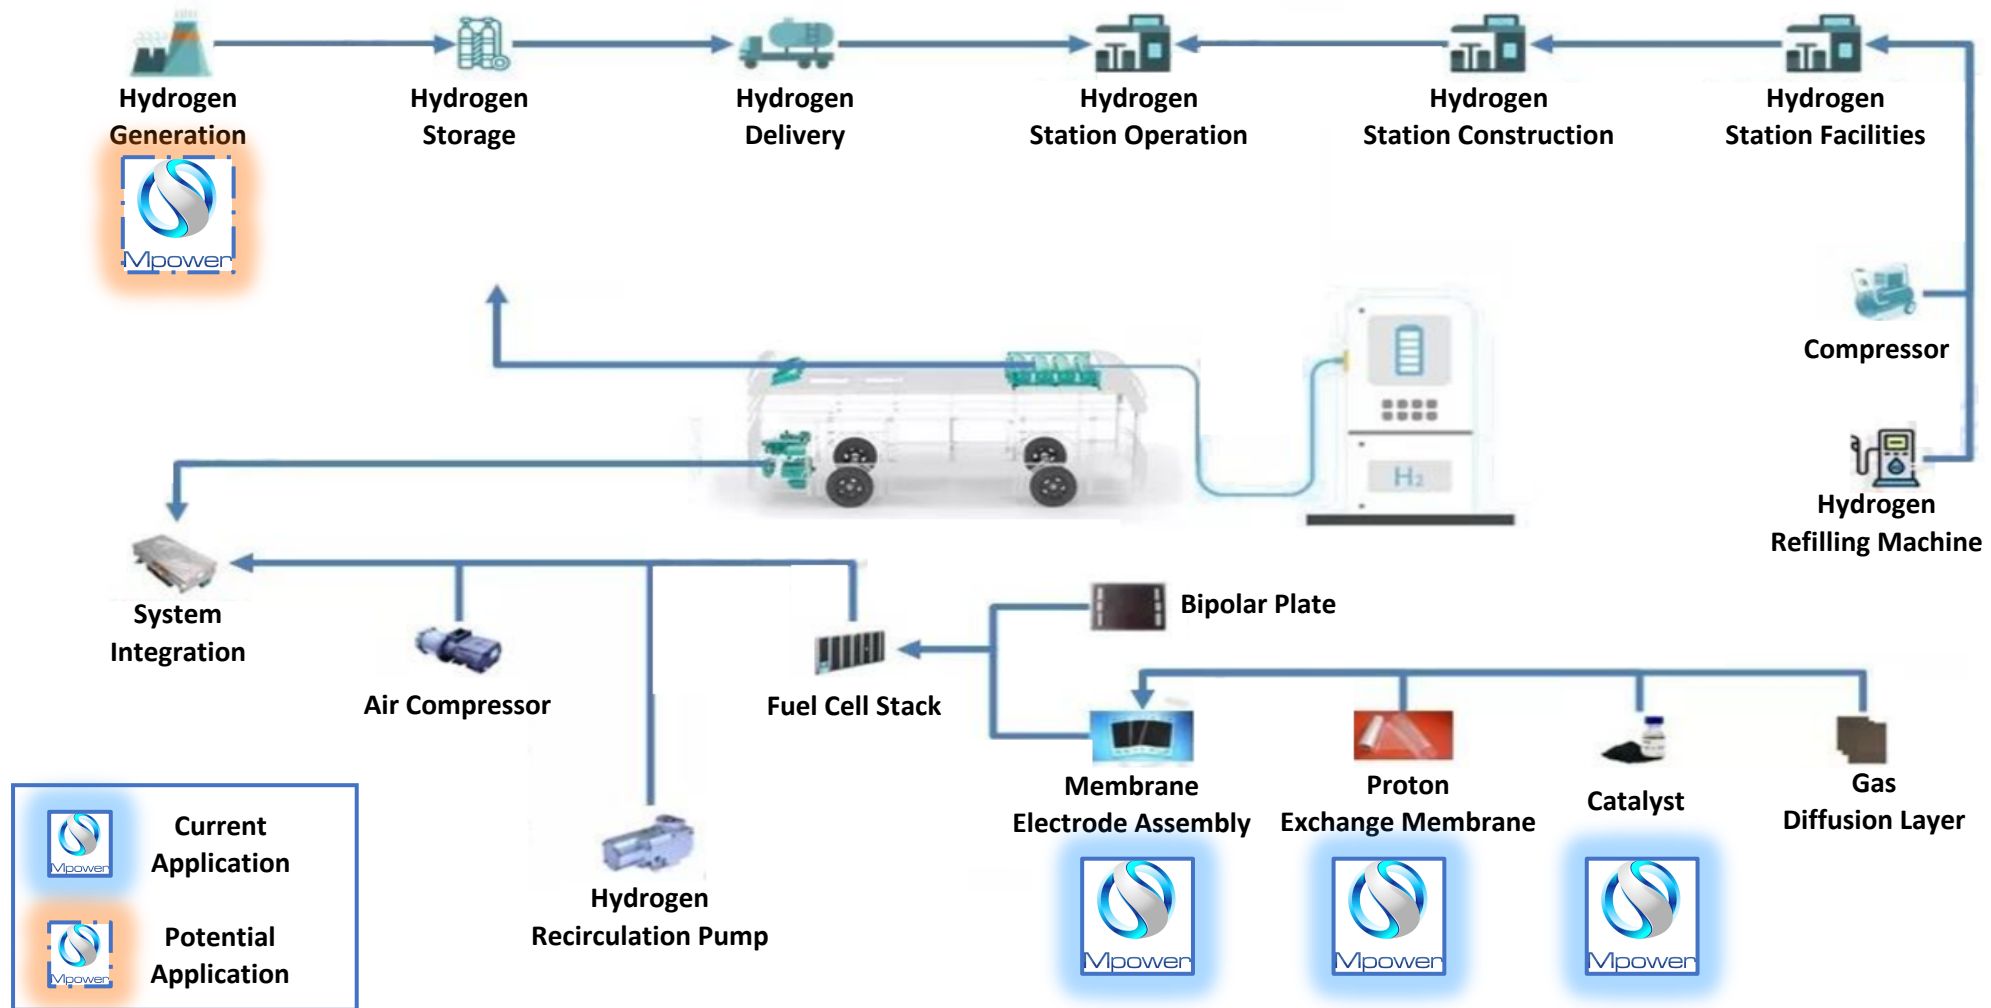 Hydrogen
Generation
Mpower
Hydrogen
Storage
Hydrogen
Delivery
Hydrogen
Station Operation
Hydrogen
Station Construction
Hydrogen
Station Facilities
Compressor
Hydrogen
Refilling Machine
H2
System
Integration
Air Compressor
Hydrogen
Recirculation Pump
Fuel Cell Stack
Bipolar Plate
Membrane
Electrode Assembly
Mpower
Proton
Exchange Membrane
Mpower
Catalyst
Mpower
Gas
Diffusion Layer
Mpower
Current
Application
Mpower
Potential
Application